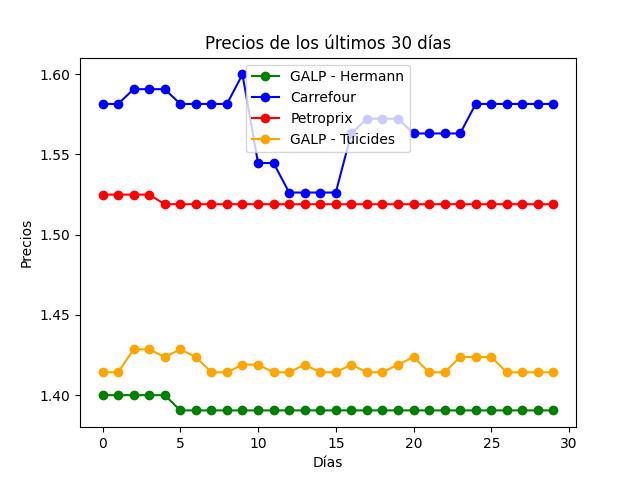 Precios de los últimos 30 días
1.60
1.55
1.50
1.45
1.40
Precios
GALP - Hermann
Carrefour
Petroprix
GALP - Tuicides
0 5 10 15 20 25 30
Días